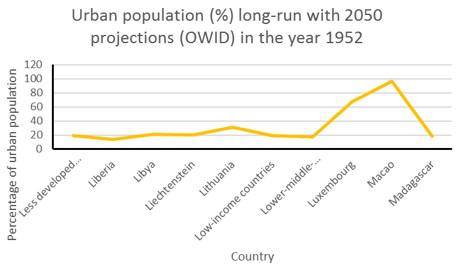 Urban population (%) long-run with 2050
projections (OWID) in the year 1952
Percentage of urban population
120
100
80
60
40
20
0
Less developed...
Liberia
Libya
Liechtenstein
Lithuania
Low-income countries
Lower-middle-...
Luxembourg
Macao
Madagascar
Country